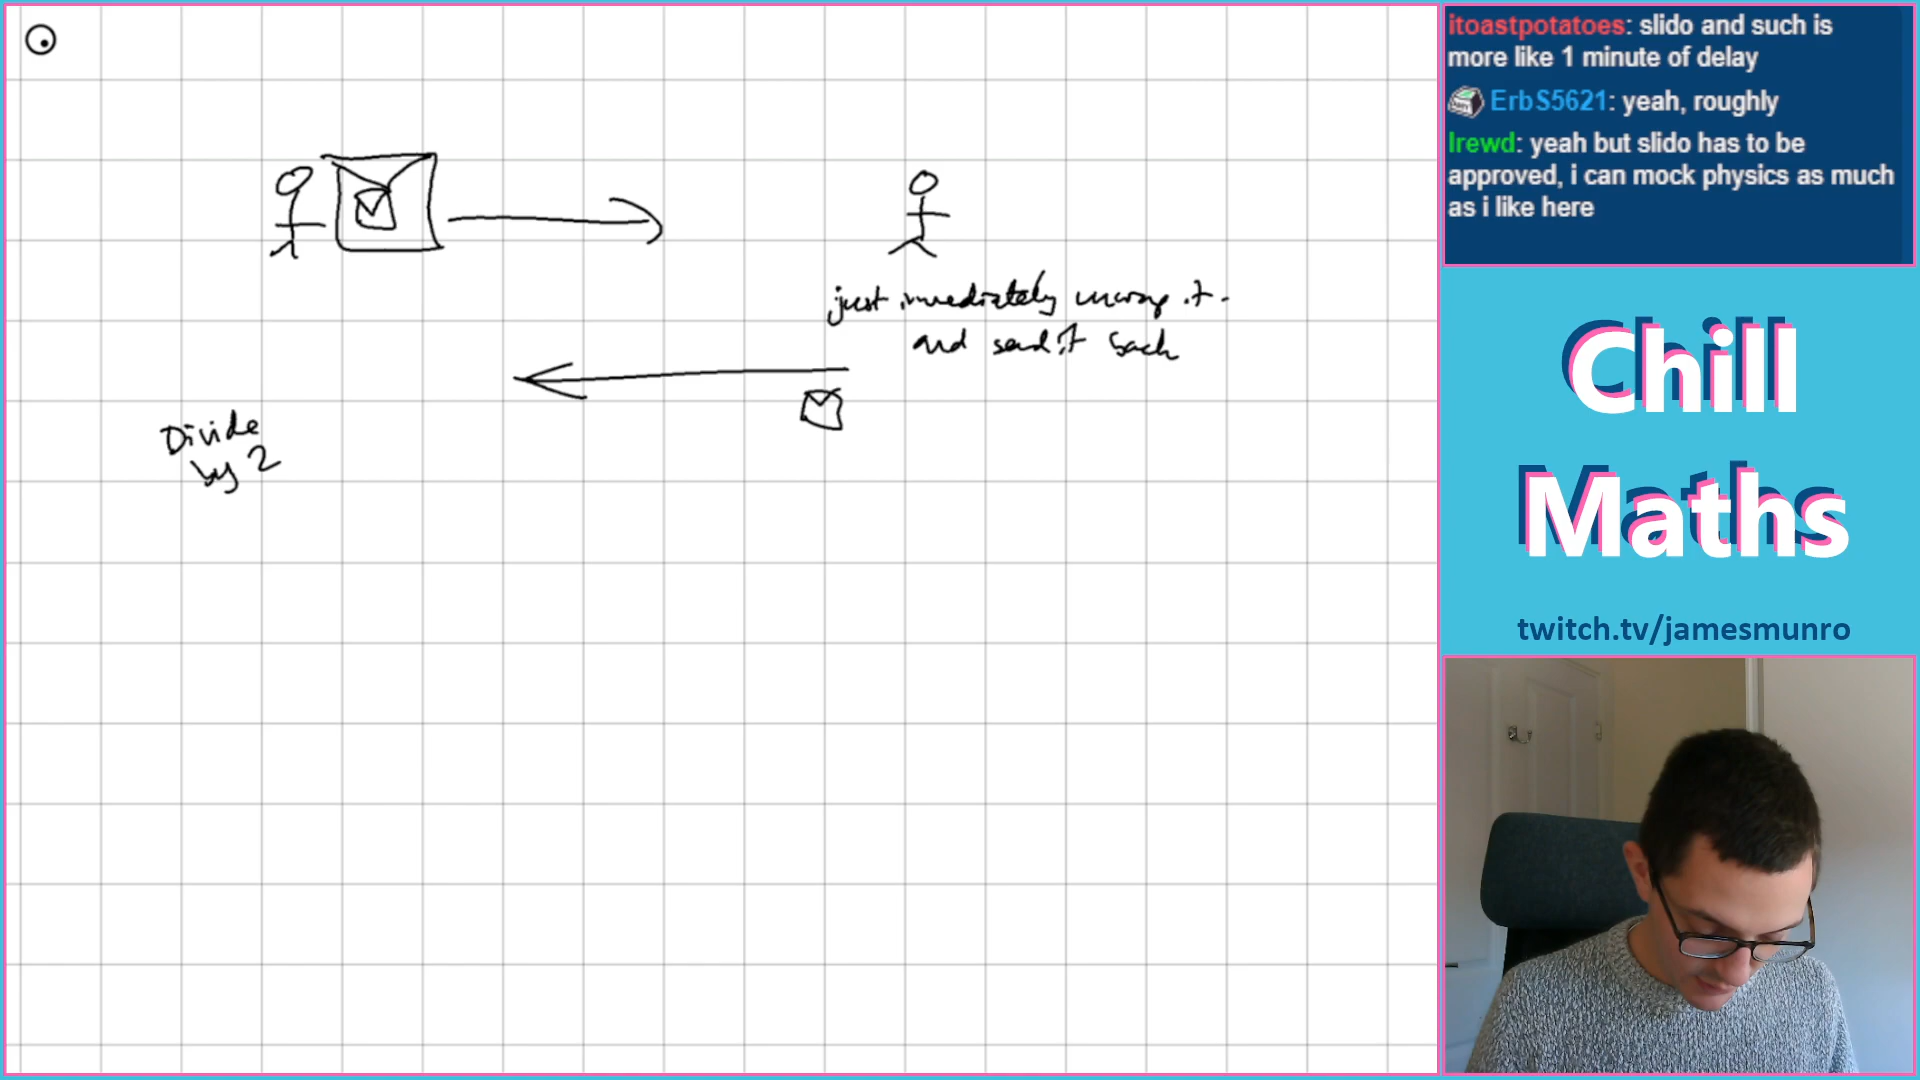 just immediately unwrap it.
and send it back
Divide
by 2
itoastpotatoes: slido and such is
more like 1 minute of delay
ErbS5621: yeah, roughly
lrewd: yeah but slido has to be
approved, i can mock physics as much
as i like here
Chill
Maths
twitch.tv/jamesmunro